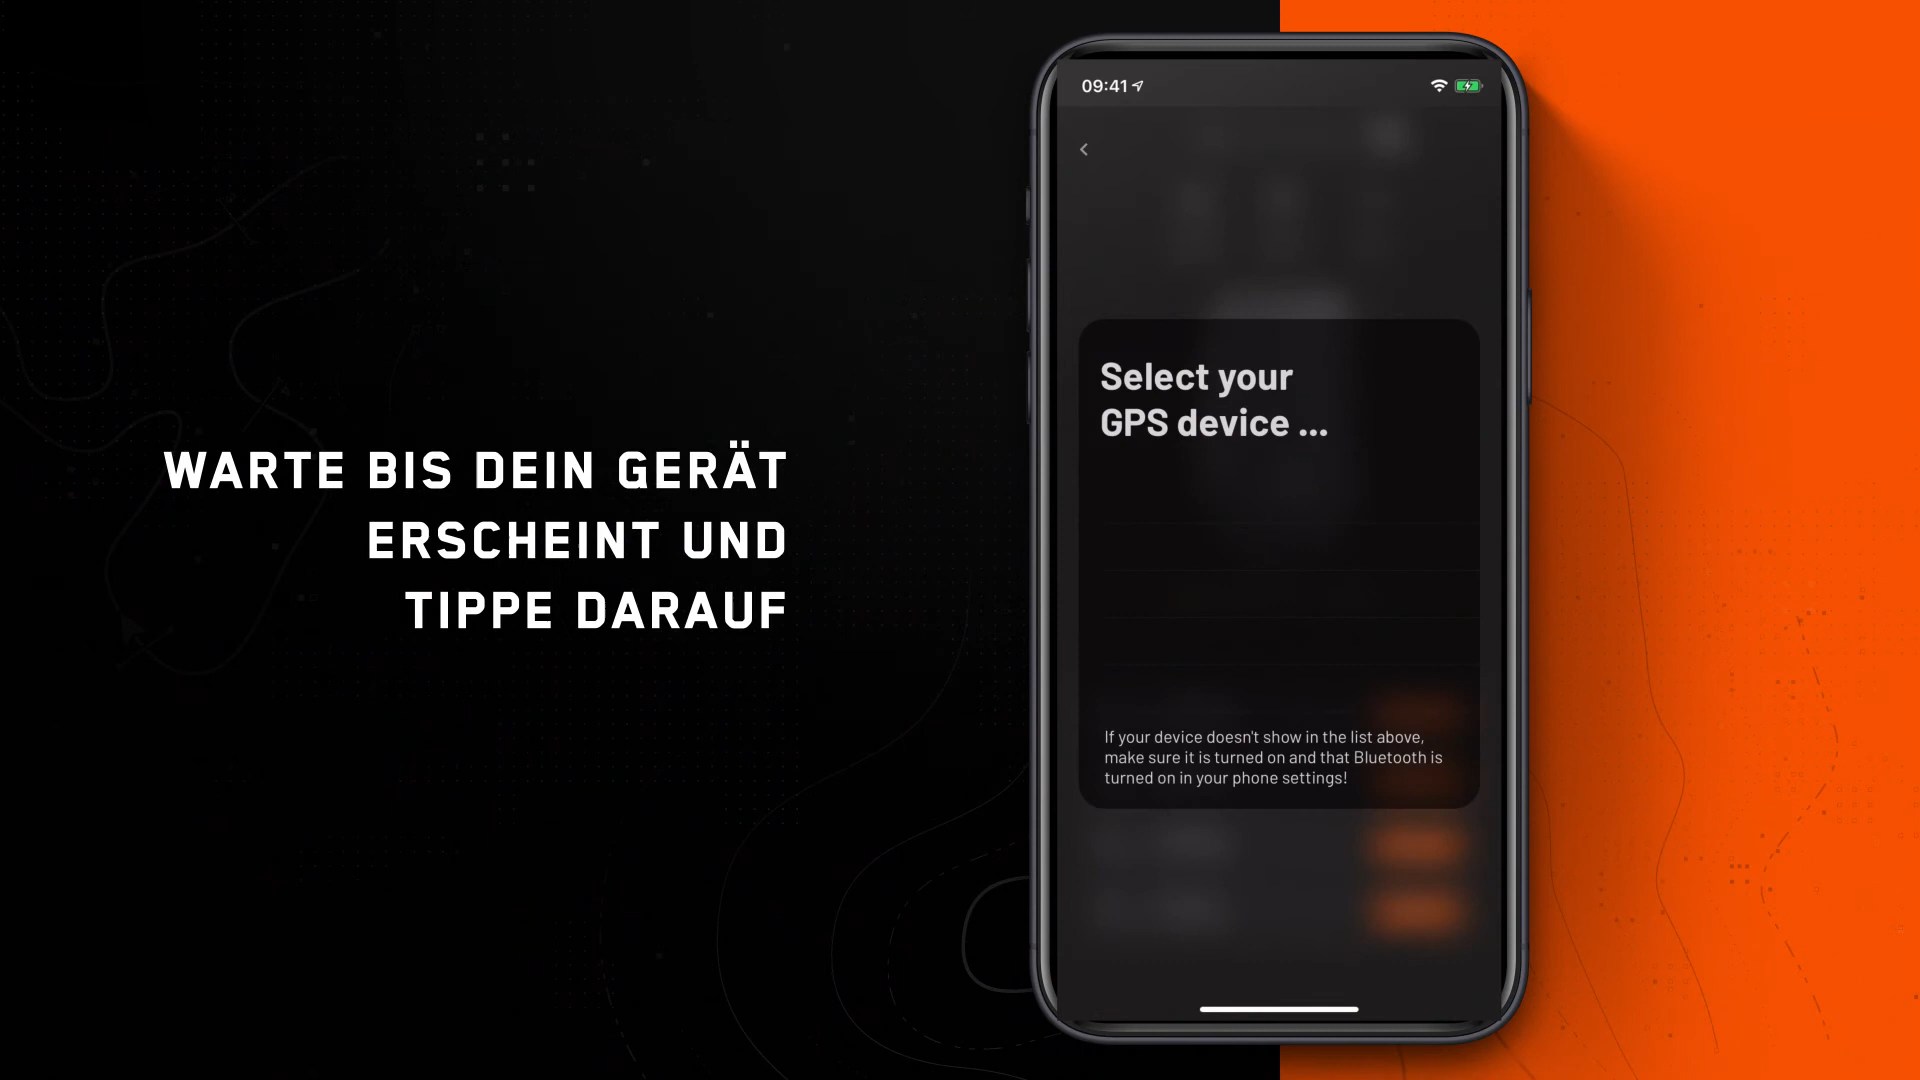 WARTE BIS DEIN GERÄT
ERSCHEINT UND
TIPPE DARAUF
09:41
Select your
GPS device ...
If your device doesn't show in the list above,
make sure it is turned on and that Bluetooth is
turned on in your phone settings!